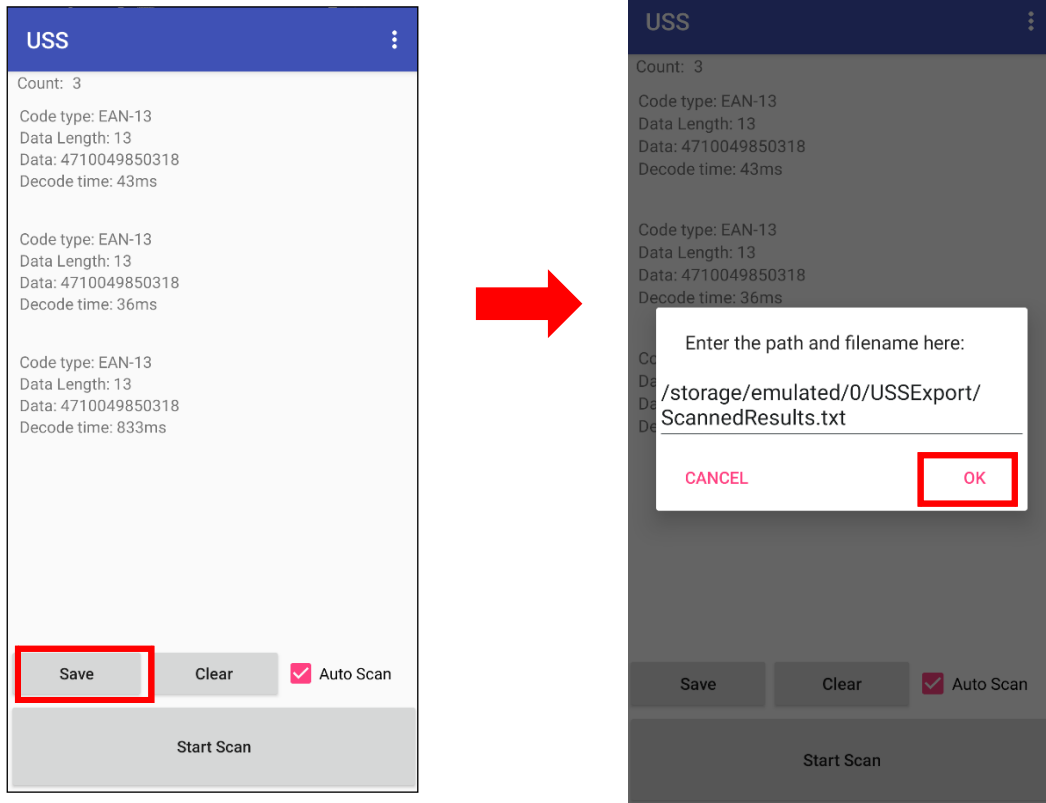 USS
Count: 3
Code type: EAN-13
Data Length: 13
Data: 4710049850318
Decode time: 43ms
Code type: EAN-13
Data Length: 13
Data: 4710049850318
Decode time: 36ms
Code type: EAN-13
Data Length: 13
Data: 4710049850318
Decode time: 833ms
Save
Clear
Auto Scan
Start Scan
USS
Count: 3
Code type: EAN-13
Data Length: 13
Data: 4710049850318
Decode time: 43ms
Code type: EAN-13
Data Length: 13
Data: 4710049850318
Decode time: 36ms
Co
Da
Da
De
Enter the path and filename here:
/storage/emulated/0/USSExport/
ScannedResults.txt
CANCEL
OK
Save
Clear
Auto Scan
Start Scan